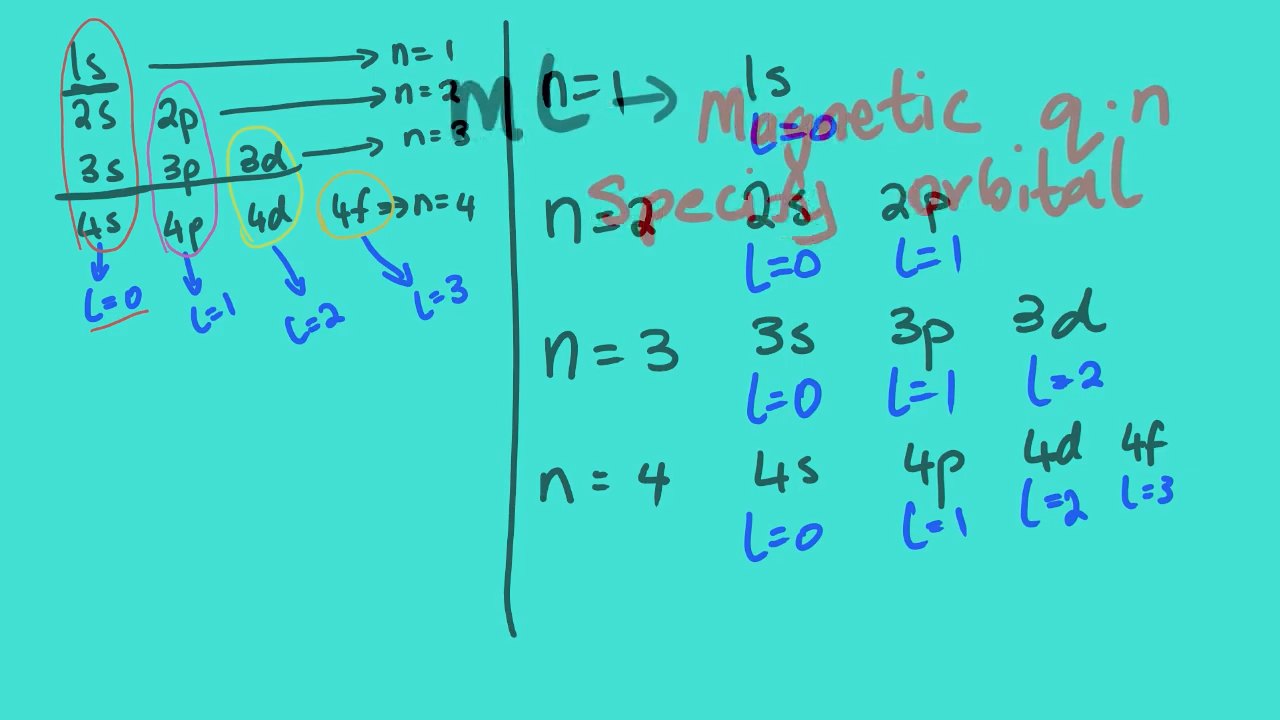 1s → n=1
2s 2p → n=2
3s 3p 3d → n=3
4s 4p 4d 4f ⇒ n=4
l=0 l=1 l=2 l=3
ml → magnetic q.n
specify orbital
n=1 1s
l=0
n=2 2s 2p
l=0 l=1
n=3 3s 3p 3d
l=0 l=1 l=2
n=4 4s 4p 4d 4f
l=0 l=1 l=2 l=3